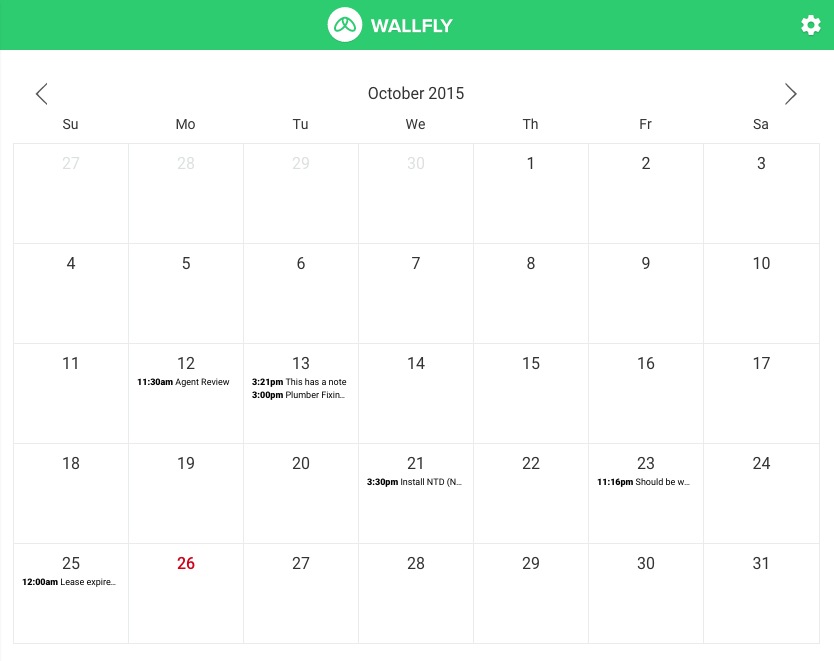 WALLFLY
October 2015
Su Mo Tu We Th Fr Sa
27 28 29 30 1 2 3
4 5 6 7 8 9 10
11 12 13 14 15 16 17
11:30am Agent Review 3:21pm This has a note
3:00pm Plumber Fixin...
18 19 20 21 22 23 24
3:30pm Install NTD (N... 11:16pm Should be w...
25 26 27 28 29 30 31
12:00am Lease expire...